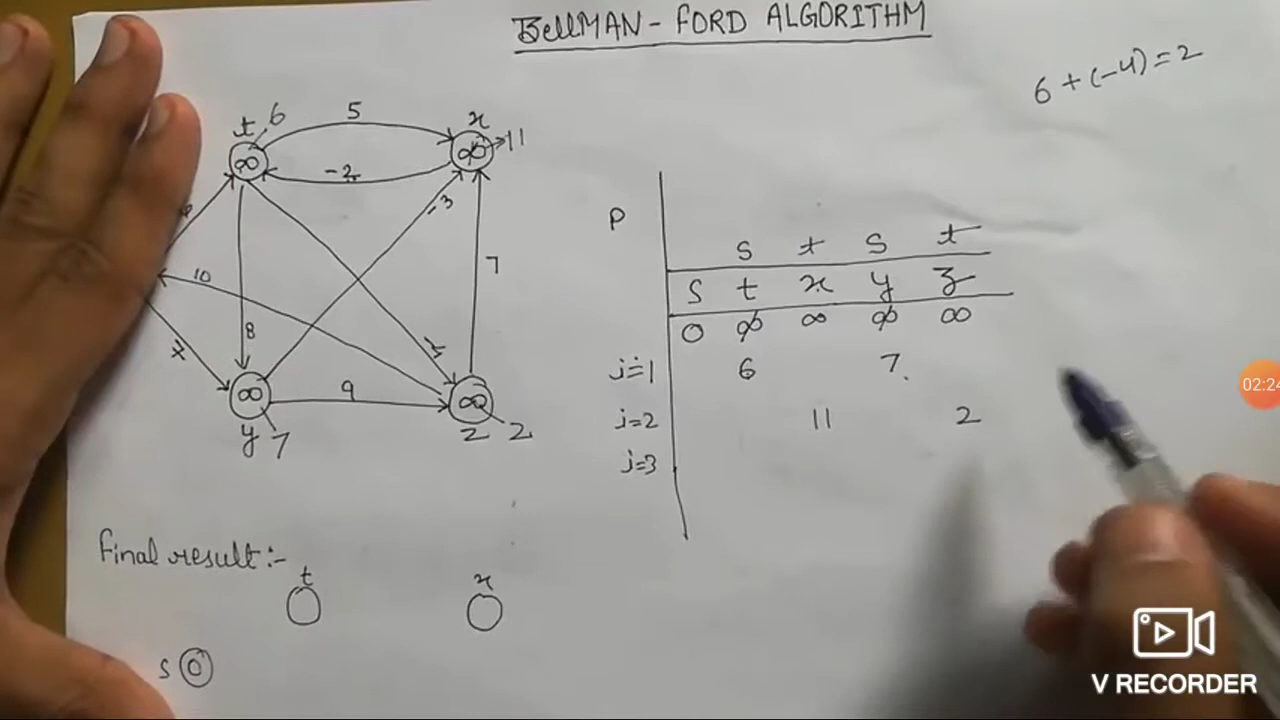 BellMAN - FORD ALGORITHM
6 + (-4) = 2
t 6 5 x 11
∞ ∞
-2
-3
10
7
8
7
∞ 9 ∞
y 7 z 2
P
s t s t
s t x y z
0 ∞ ∞ ∞ ∞
i=1 6 7.
i=2 11 2
i=3
final result:-
t x
s 0
02:24
V RECORDER